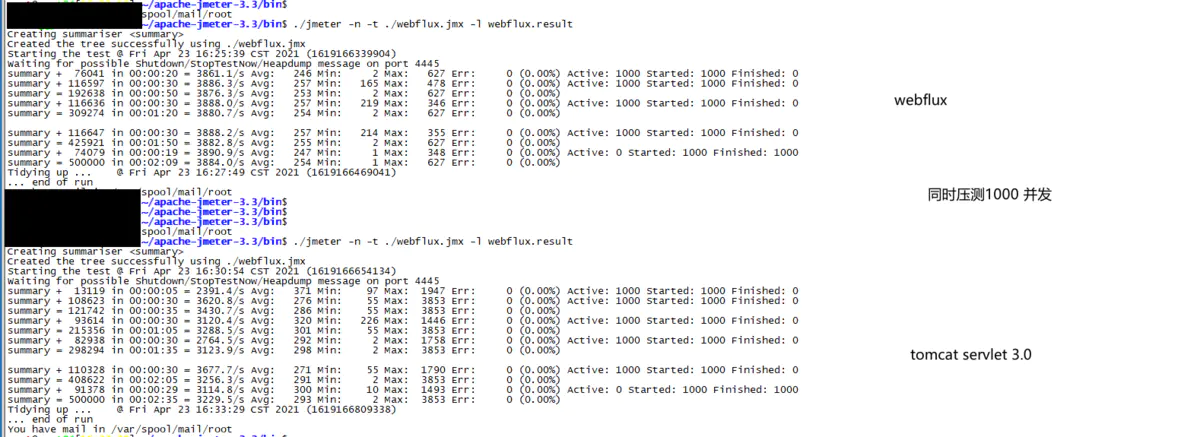 ~/apache-jmeter-3.3/bin$
spool/mail/root
~/apache-jmeter-3.3/bin$ ./jmeter -n -t ./webflux.jmx -l webflux.result
Creating summariser <summary>
Created the tree successfully using ./webflux.jmx
Starting the test @ Fri Apr 23 16:25:39 CST 2021 (1619166339904)
Waiting for possible Shutdown/StopTestNow/Heapdump message on port 4445
summary +  76041 in 00:00:20 = 3861.1/s Avg:   246 Min:     2 Max:   627 Err:     0 (0.00%) Active: 1000 Started: 1000 Finished: 0
summary + 116597 in 00:00:30 = 3886.3/s Avg:   257 Min:   165 Max:   478 Err:     0 (0.00%) Active: 1000 Started: 1000 Finished: 0
summary = 192638 in 00:00:50 = 3876.3/s Avg:   253 Min:     2 Max:   627 Err:     0 (0.00%)
webflux
summary + 116636 in 00:00:30 = 3888.0/s Avg:   257 Min:   219 Max:   346 Err:     0 (0.00%) Active: 1000 Started: 1000 Finished: 0
summary = 309274 in 00:01:20 = 3880.7/s Avg:   254 Min:     2 Max:   627 Err:     0 (0.00%)
summary + 116647 in 00:00:30 = 3888.2/s Avg:   257 Min:   214 Max:   355 Err:     0 (0.00%) Active: 1000 Started: 1000 Finished: 0
summary = 425921 in 00:01:50 = 3882.8/s Avg:   255 Min:     2 Max:   627 Err:     0 (0.00%)
summary +  74079 in 00:00:19 = 3890.9/s Avg:   247 Min:     1 Max:   348 Err:     0 (0.00%) Active: 0 Started: 1000 Finished: 1000
summary = 500000 in 00:02:09 = 3884.0/s Avg:   254 Min:     1 Max:   627 Err:     0 (0.00%)
Tidying up ...    @ Fri Apr 23 16:27:49 CST 2021 (1619166469041)
... end of run
spool/mail/root
同时压测1000 并发
~/apache-jmeter-3.3/bin$
~/apache-jmeter-3.3/bin$
~/apache-jmeter-3.3/bin$
~/apache-jmeter-3.3/bin$
~/apache-jmeter-3.3/bin$ ./jmeter -n -t ./webflux.jmx -l webflux.result
Creating summariser <summary>
Created the tree successfully using ./webflux.jmx
Starting the test @ Fri Apr 23 16:30:54 CST 2021 (1619166654134)
Waiting for possible Shutdown/StopTestNow/Heapdump message on port 4445
summary +  13119 in 00:00:05 = 2391.4/s Avg:   371 Min:    97 Max:  1947 Err:     0 (0.00%) Active: 1000 Started: 1000 Finished: 0
summary + 108623 in 00:00:30 = 3620.8/s Avg:   276 Min:    55 Max:  3853 Err:     0 (0.00%) Active: 1000 Started: 1000 Finished: 0
summary = 121742 in 00:00:35 = 3430.7/s Avg:   286 Min:    55 Max:  3853 Err:     0 (0.00%)
summary +  93614 in 00:00:30 = 3120.4/s Avg:   320 Min:   226 Max:  1446 Err:     0 (0.00%) Active: 1000 Started: 1000 Finished: 0
summary = 215356 in 00:01:05 = 3288.5/s Avg:   301 Min:    55 Max:  3853 Err:     0 (0.00%)
summary +  82938 in 00:00:30 = 2764.5/s Avg:   292 Min:     2 Max:  1758 Err:     0 (0.00%) Active: 1000 Started: 1000 Finished: 0
summary = 298294 in 00:01:35 = 3123.9/s Avg:   298 Min:     2 Max:  3853 Err:     0 (0.00%)
tomcat servlet 3.0
summary + 110328 in 00:00:30 = 3677.7/s Avg:   271 Min:    55 Max:  1790 Err:     0 (0.00%) Active: 1000 Started: 1000 Finished: 0
summary = 408622 in 00:02:05 = 3256.3/s Avg:   291 Min:     2 Max:  3853 Err:     0 (0.00%)
summary +  91378 in 00:00:29 = 3114.8/s Avg:   300 Min:    10 Max:  1493 Err:     0 (0.00%) Active: 0 Started: 1000 Finished: 1000
summary = 500000 in 00:02:35 = 3229.5/s Avg:   293 Min:     2 Max:  3853 Err:     0 (0.00%)
Tidying up ...    @ Fri Apr 23 16:33:29 CST 2021 (1619166809338)
... end of run
You have mail in /var/spool/mail/root